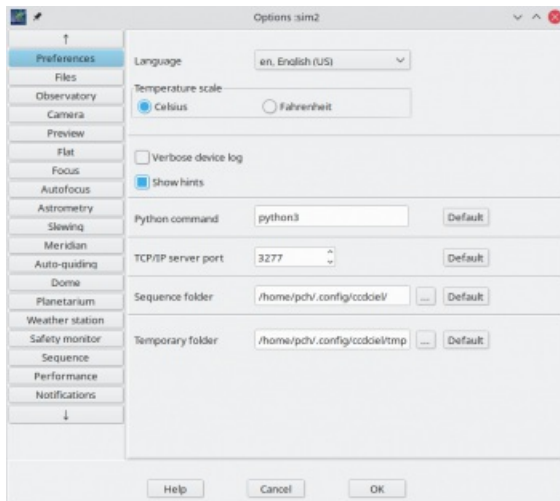 Options :sim2
↑
Preferences
Files
Observatory
Camera
Preview
Flat
Focus
Autofocus
Astrometry
Slewing
Meridian
Auto-guiding
Dome
Planetarium
Weather station
Safety monitor
Sequence
Performance
Notifications
↓
Language en, English (US)
Temperature scale
Celsius Fahrenheit
Verbose device log
Show hints
Python command python3 Default
TCP/IP server port 3277 Default
Sequence folder /home/pch/.config/ccdciel/ ... Default
Temporary folder /home/pch/.config/ccdciel/tmp ... Default
Help Cancel OK